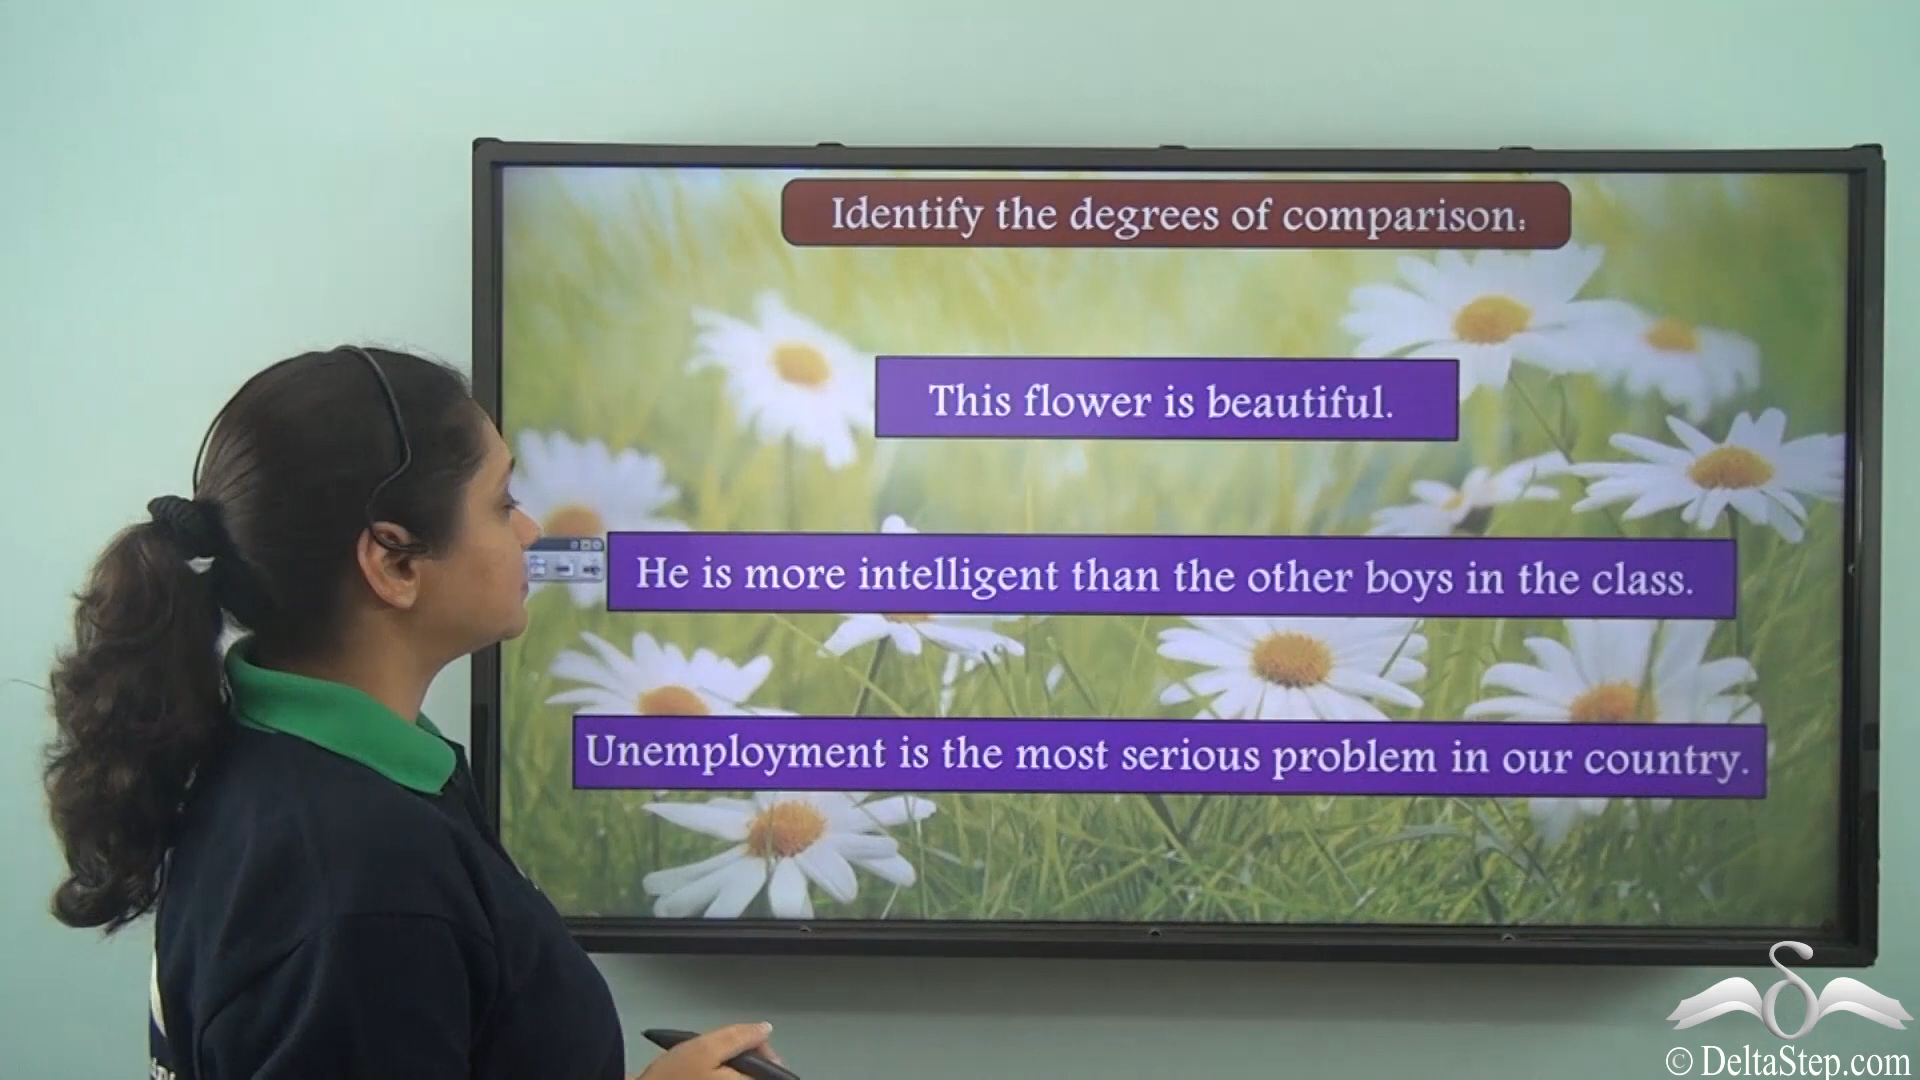 Identify the degrees of comparison:
This flower is beautiful.
He is more intelligent than the other boys in the class.
Unemployment is the most serious problem in our country.
© DeltaStep.com